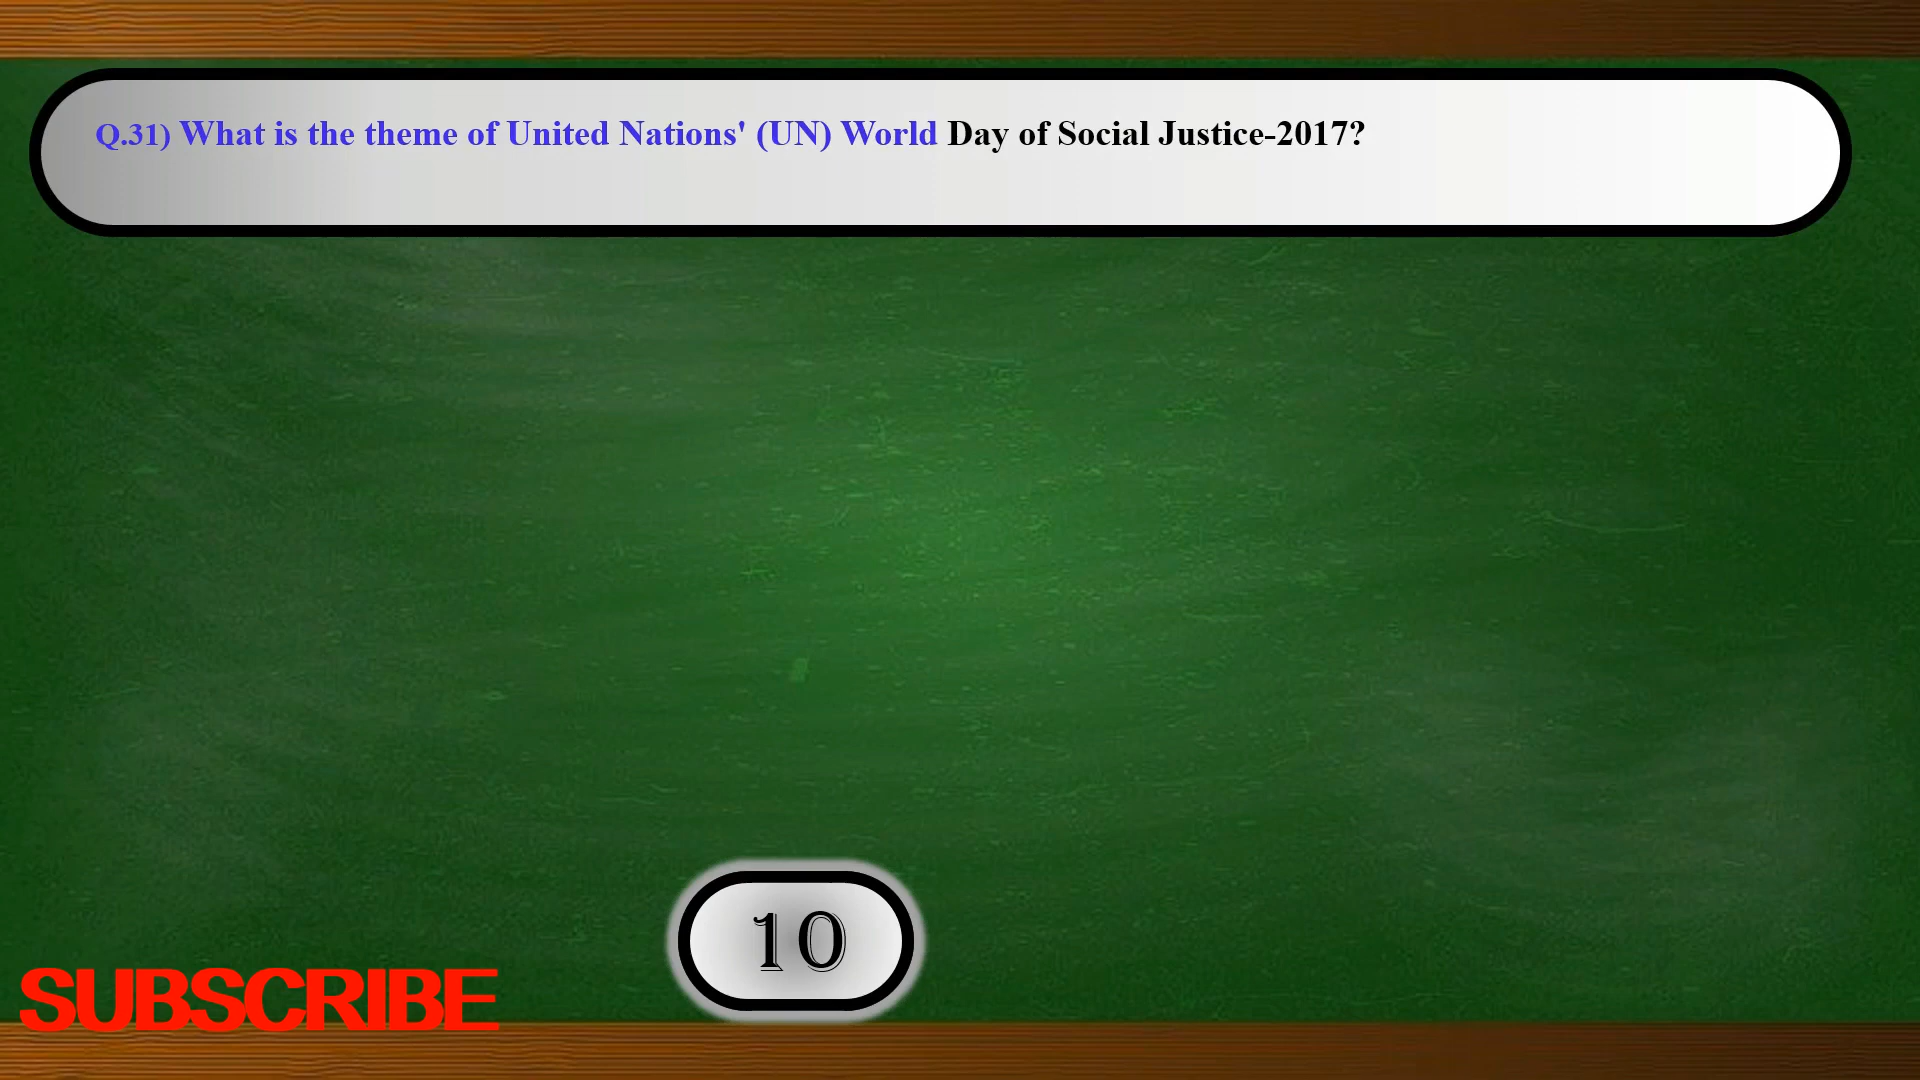 Q.31) What is the theme of United Nations' (UN) World Day of Social Justice-2017?
10
SUBSCRIBE